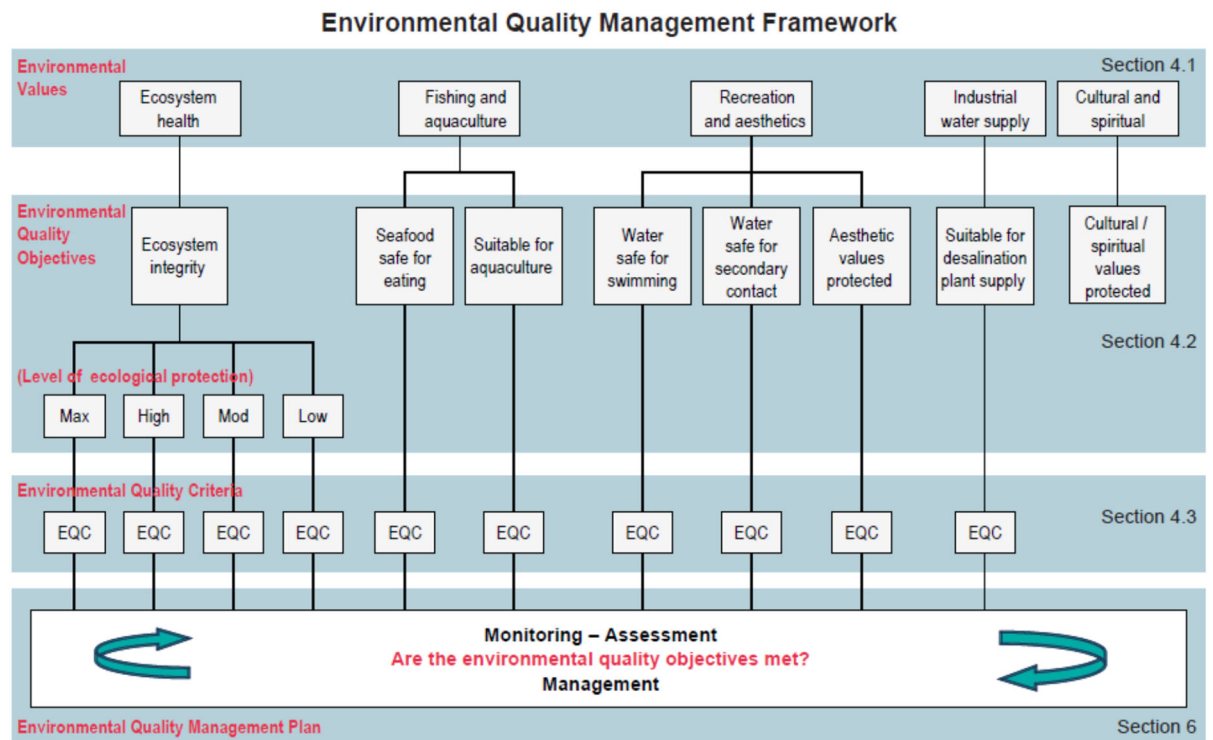 Environmental Quality Management Framework
Environmental
Values
Section 4.1
Ecosystem
health
Fishing and
aquaculture
Recreation
and aesthetics
Industrial
water supply
Cultural and
spiritual
Environmental
Quality
Objectives
Ecosystem
integrity
Seafood
safe for
eating
Suitable for
aquaculture
Water
safe for
swimming
Water
safe for
secondary
contact
Aesthetic
values
protected
Suitable for
desalination
plant supply
Cultural /
spiritual
values
protected
Section 4.2
(Level of ecological protection)
Max
High
Mod
Low
Environmental Quality Criteria
Section 4.3
EQC
EQC
EQC
EQC
EQC
EQC
EQC
EQC
EQC
EQC
Monitoring – Assessment
Are the environmental quality objectives met?
Management
Environmental Quality Management Plan
Section 6